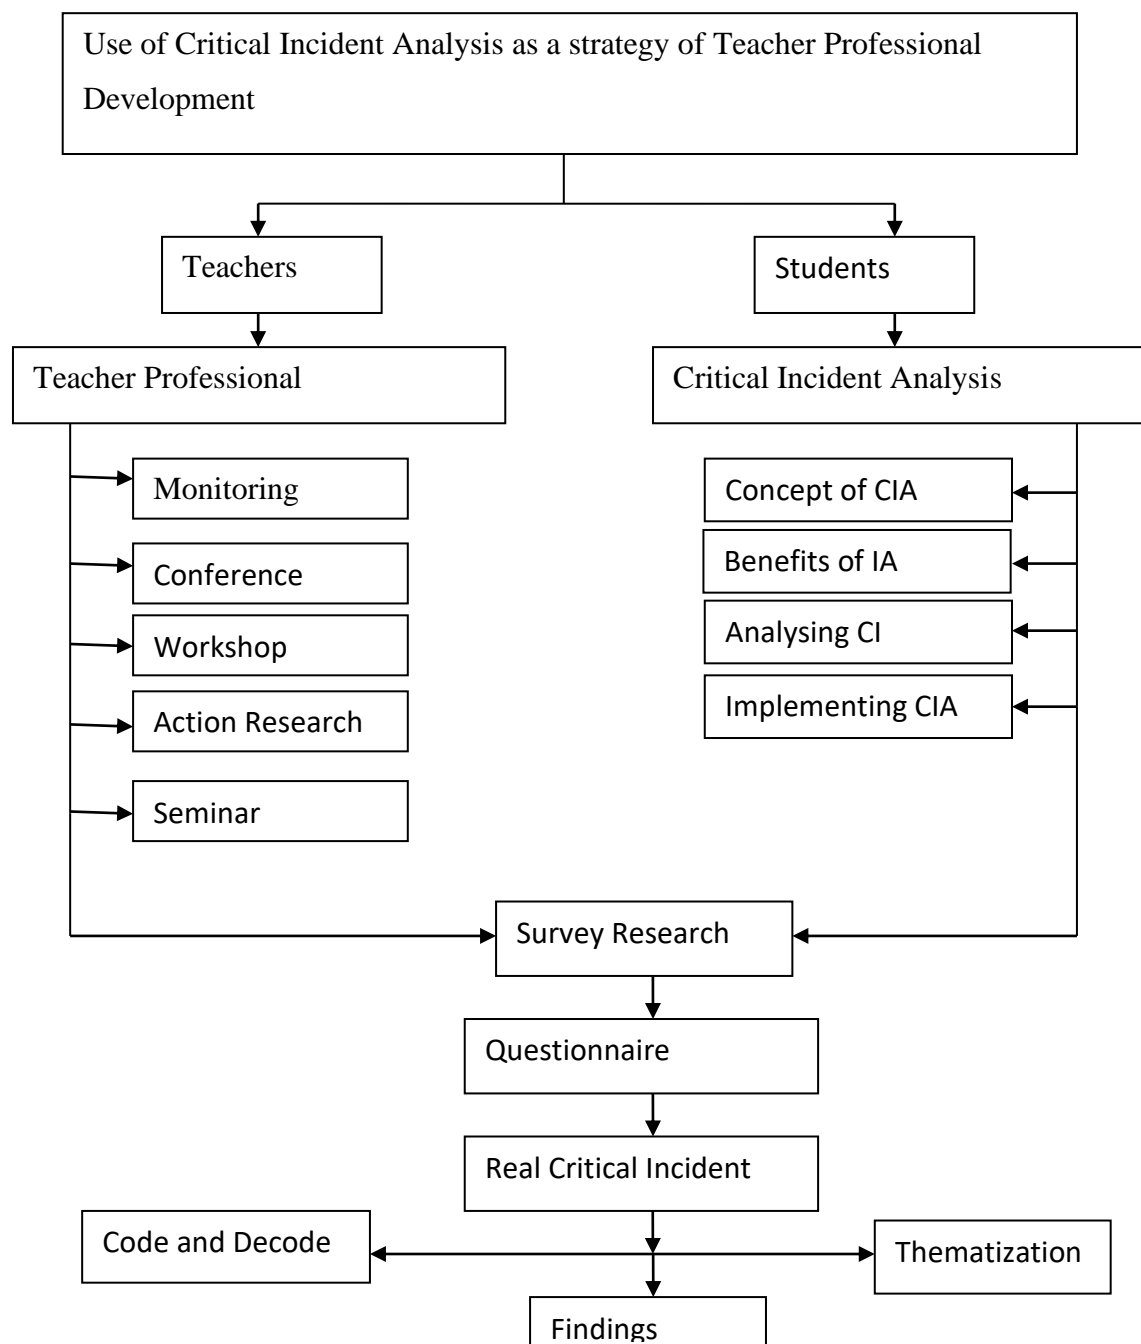 Use of Critical Incident Analysis as a strategy of Teacher Professional
Development
Teachers
Students
Teacher Professional
Critical Incident Analysis
Monitoring
Conference
Workshop
Action Research
Seminar
Concept of CIA
Benefits of IA
Analysing CI
Implementing CIA
Survey Research
Questionnaire
Real Critical Incident
Code and Decode
Thematization
Findings